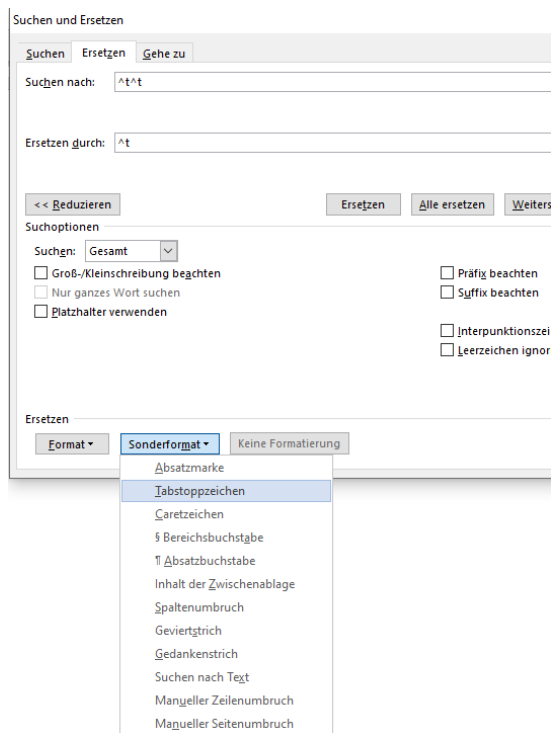 Suchen und Ersetzen
Suchen Ersetzen Gehe zu
Suchen nach: ^t^t
Ersetzen durch: ^t
<< Reduzieren Ersetzen Alle ersetzen Weiters
Suchoptionen
Suchen: Gesamt
Groß-/Kleinschreibung beachten Präfix beachten
Nur ganzes Wort suchen Suffix beachten
Platzhalter verwenden
Interpunktionszei
Leerzeichen ignor
Ersetzen
Format Sonderformat Keine Formatierung
Absatzmarke
Tabstoppzeichen
Caretzeichen
§ Bereichsbuchstabe
¶ Absatzbuchstabe
Inhalt der Zwischenablage
Spaltenumbruch
Geviertstrich
Gedankenstrich
Suchen nach Text
Manueller Zeilenumbruch
Manueller Seitenumbruch